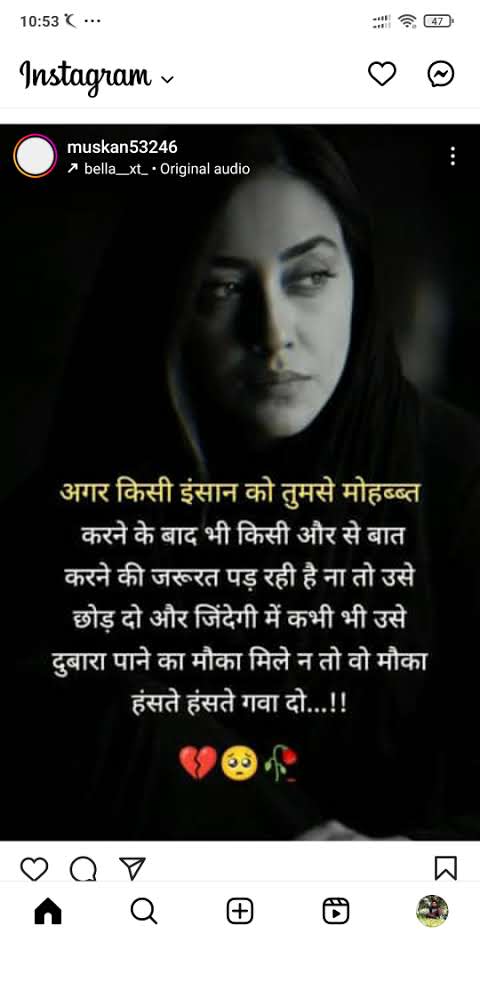 10:53
47
Instagram
muskan53246
bella__xt_ • Original audio
अगर किसी इंसान को तुमसे मोहब्ब्त
करने के बाद भी किसी और से बात
करने की जरूरत पड़ रही है ना तो उसे
छोड़ दो और जिंदेगी में कभी भी उसे
दुबारा पाने का मौका मिले न तो वो मौका
हंसते हंसते गवा दो...!!
💔🥺🥀